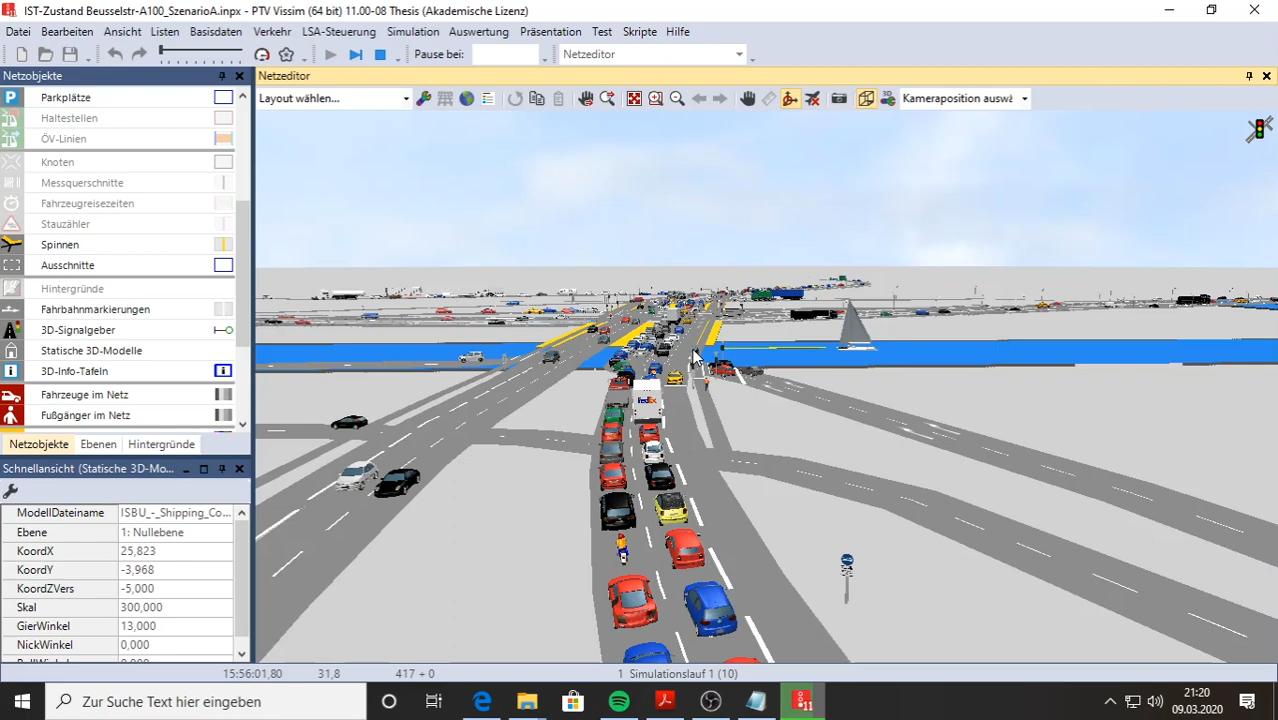 IST-Zustand Beusselstr-A100_SzenarioA.inpx - PTV Vissim (64 bit) 11.00-08 Thesis (Akademische Lizenz)
Datei Bearbeiten Ansicht Listen Basisdaten Verkehr LSA-Steuerung Simulation Auswertung Präsentation Test Skripte Hilfe
Pause bei: Netzeditor
Netzobjekte
Netzeditor
Layout wählen...
Kameraposition auswä
Parkplätze
Haltestellen
ÖV-Linien
Knoten
Messquerschnitte
Fahrzeugreisezeiten
Stauzähler
Spinnen
Ausschnitte
Hintergründe
Fahrbahnmarkierungen
3D-Signalgeber
Statische 3D-Modelle
3D-Info-Tafeln
Fahrzeuge im Netz
Fußgänger im Netz
Netzobjekte Ebenen Hintergründe
Schnellansicht (Statische 3D-Mo...
ModellDateiname ISBU_-_Shipping_Co...
Ebene 1: Nullebene
KoordX 25,823
KoordY -3,968
KoordZVers -5,000
Skal 300,000
GierWinkel 13,000
NickWinkel 0,000
FedEx
15:56:01,80 31,8 417 + 0 1 Simulationslauf 1 (10)
Zur Suche Text hier eingeben
11
21:20
09.03.2020